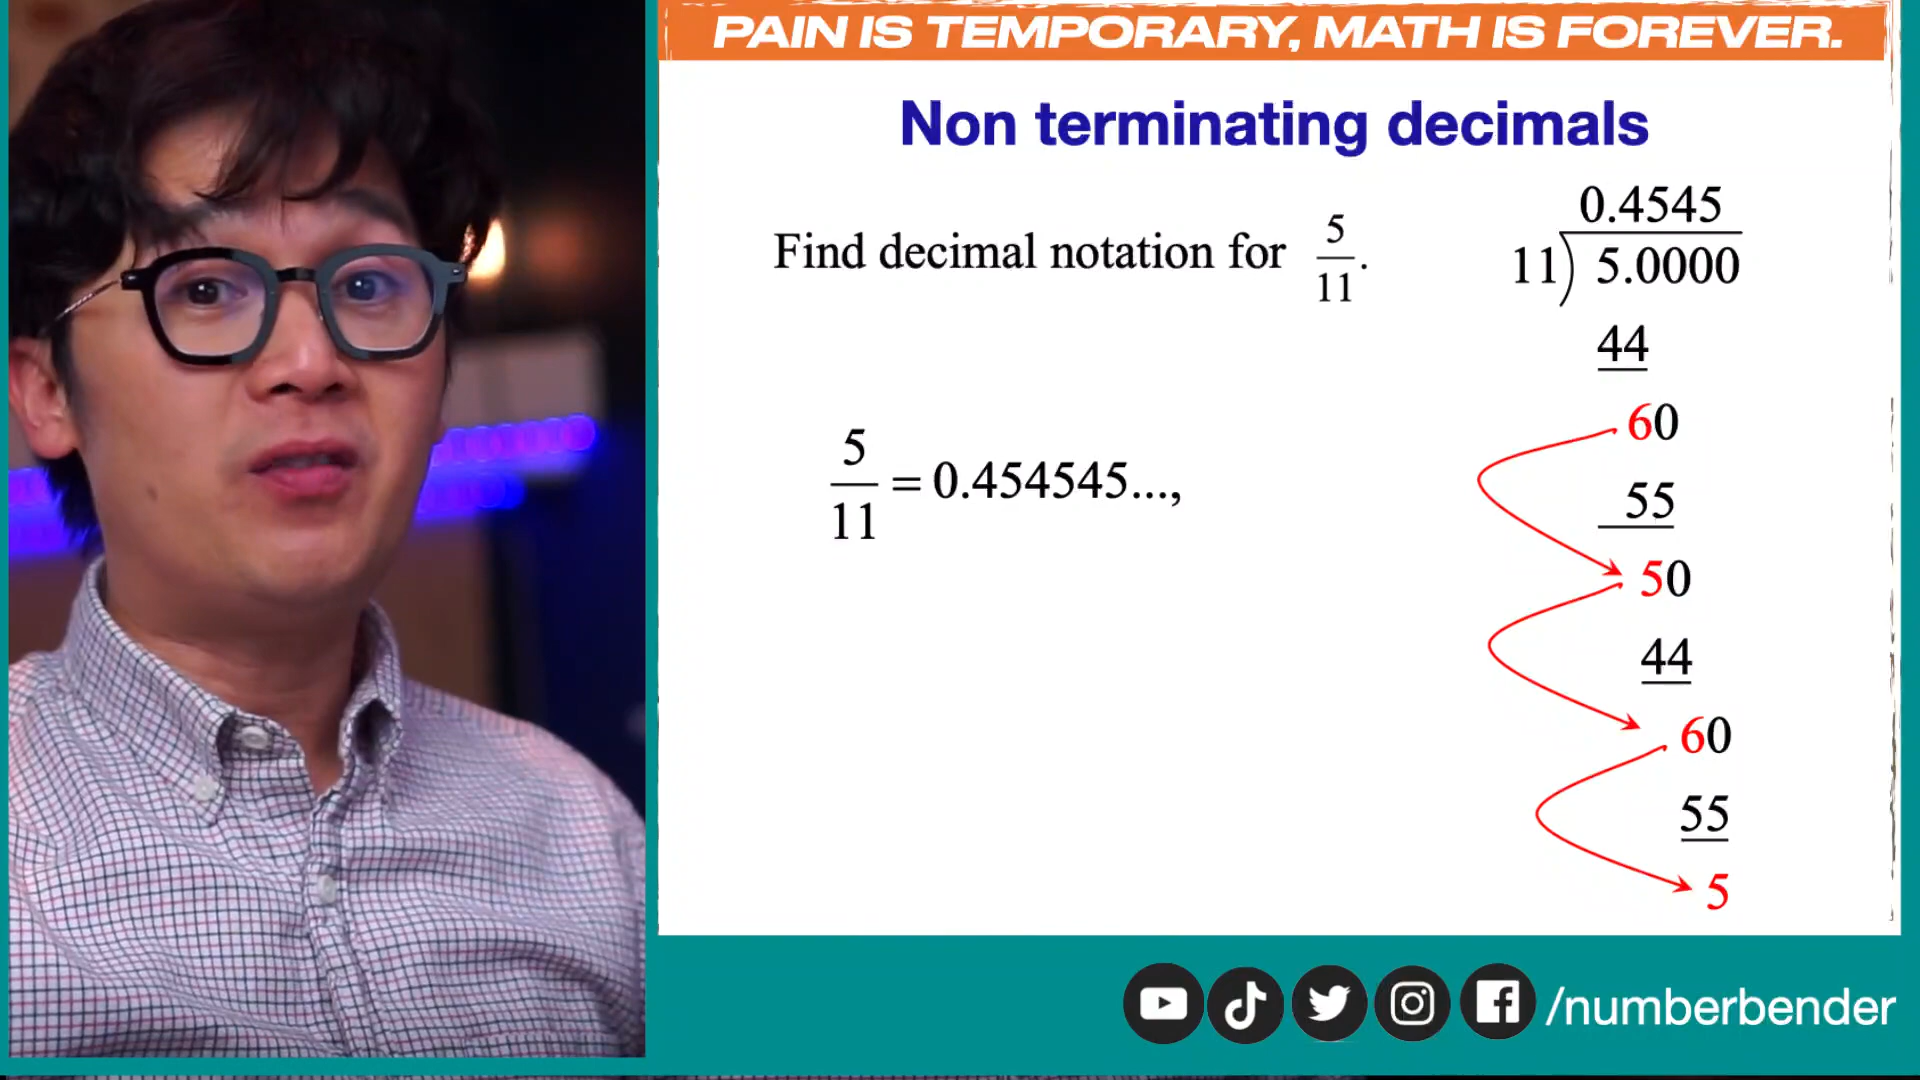 PAIN IS TEMPORARY, MATH IS FOREVER.
Non terminating decimals
Find decimal notation for 5/11.
0.4545
11) 5.0000
44
60
55
50
44
60
55
5
5/11 = 0.454545...,
/numberbender